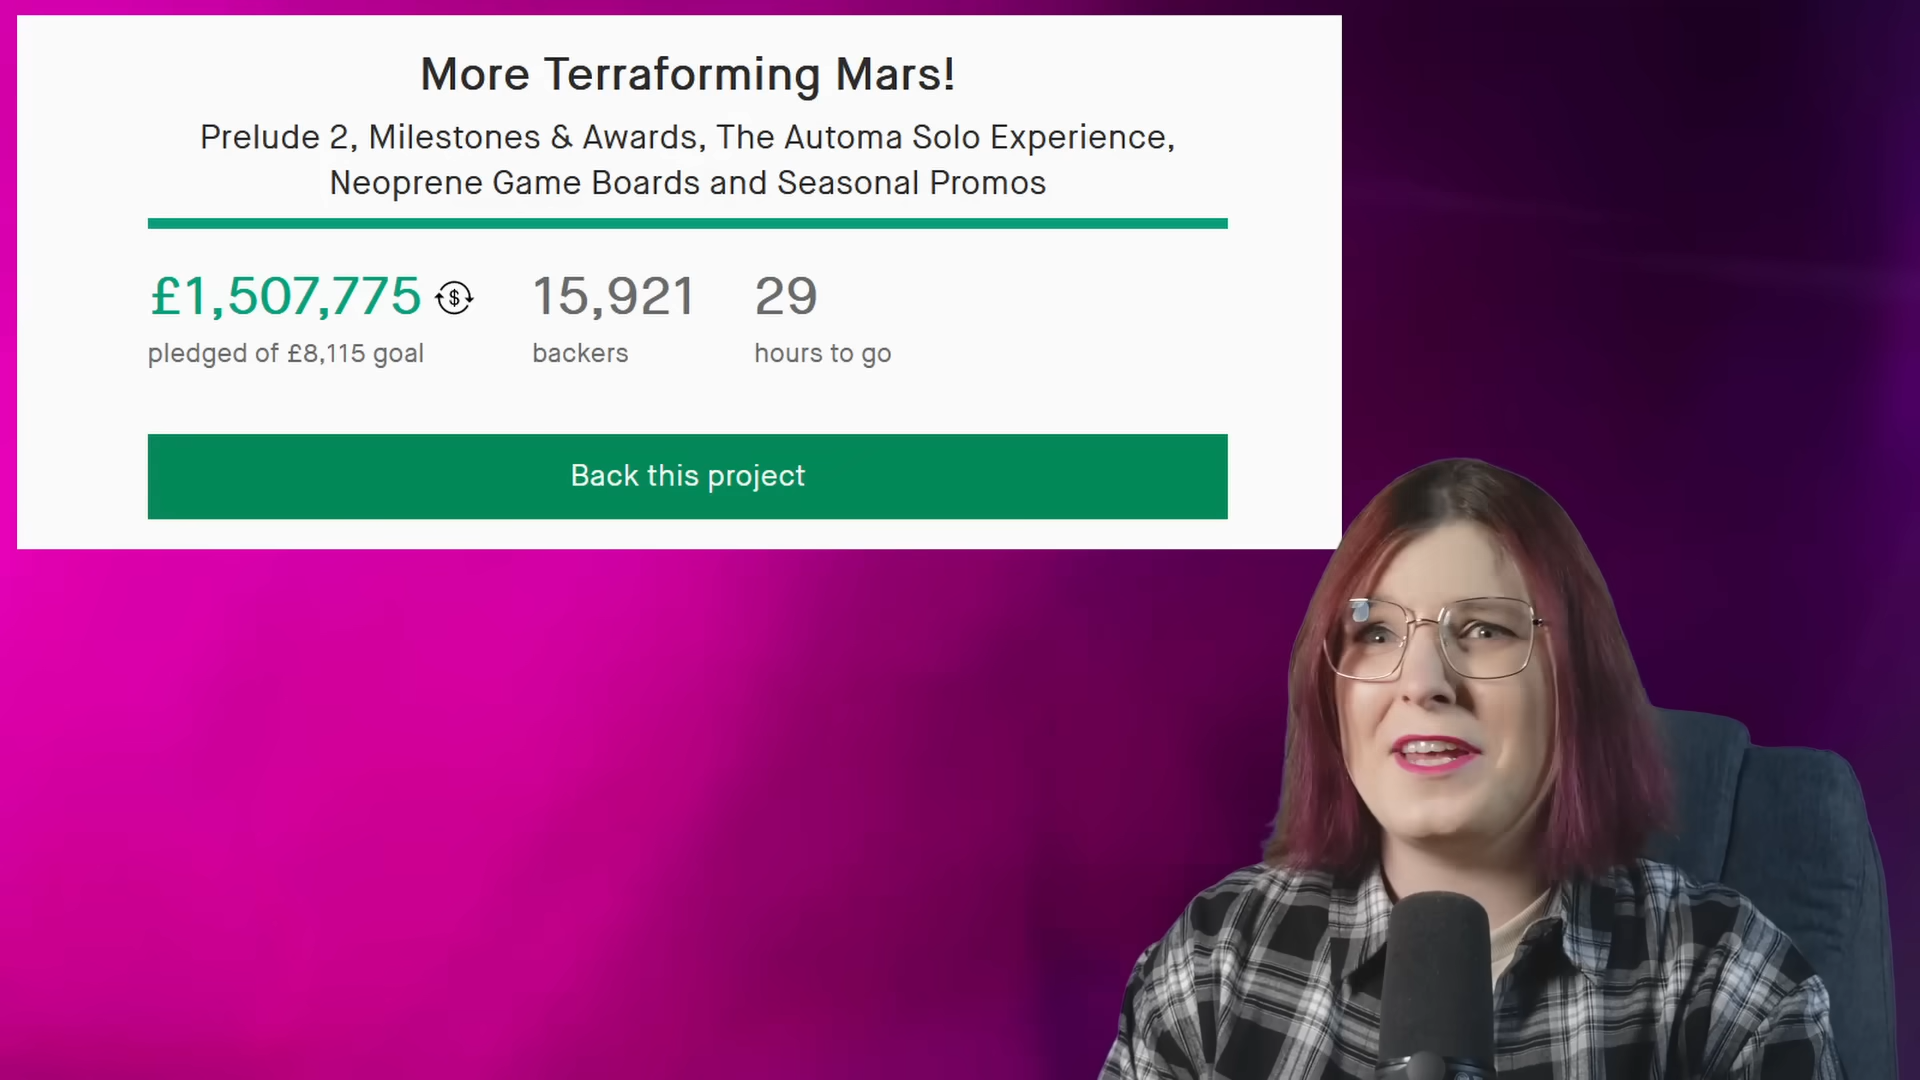 More Terraforming Mars!
Prelude 2, Milestones & Awards, The Automa Solo Experience,
Neoprene Game Boards and Seasonal Promos
£1,507,775
pledged of £8,115 goal
15,921
backers
29
hours to go
Back this project